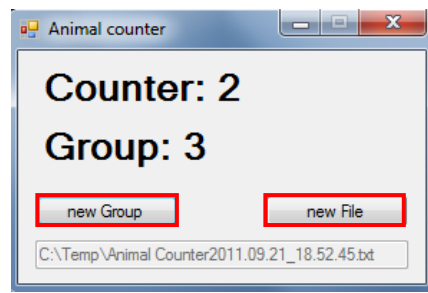 Animal counter
Counter: 2
Group: 3
new Group new File
C:\Temp\Animal Counter2011.09.21_18.52.45.txt